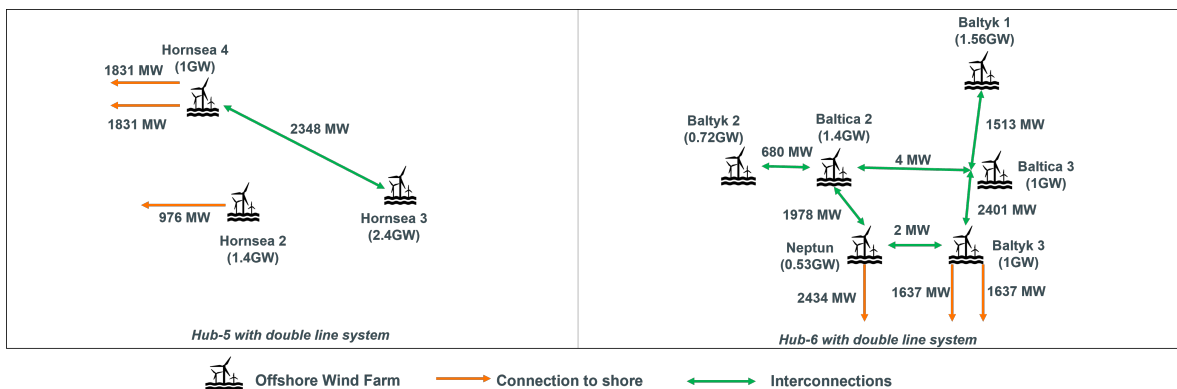 Hornsea 4
(1GW)
1831 MW
1831 MW
2348 MW
976 MW
Hornsea 2
(1.4GW)
Hornsea 3
(2.4GW)
Hub-5 with double line system
Baltyk 1
(1.56GW)
Baltyk 2
(0.72GW)
Baltica 2
(1.4GW)
680 MW
4 MW
1513 MW
Baltica 3
(1GW)
1978 MW
2401 MW
Neptun
(0.53GW)
2 MW
Baltyk 3
(1GW)
2434 MW
1637 MW
1637 MW
Hub-6 with double line system
Offshore Wind Farm
Connection to shore
Interconnections